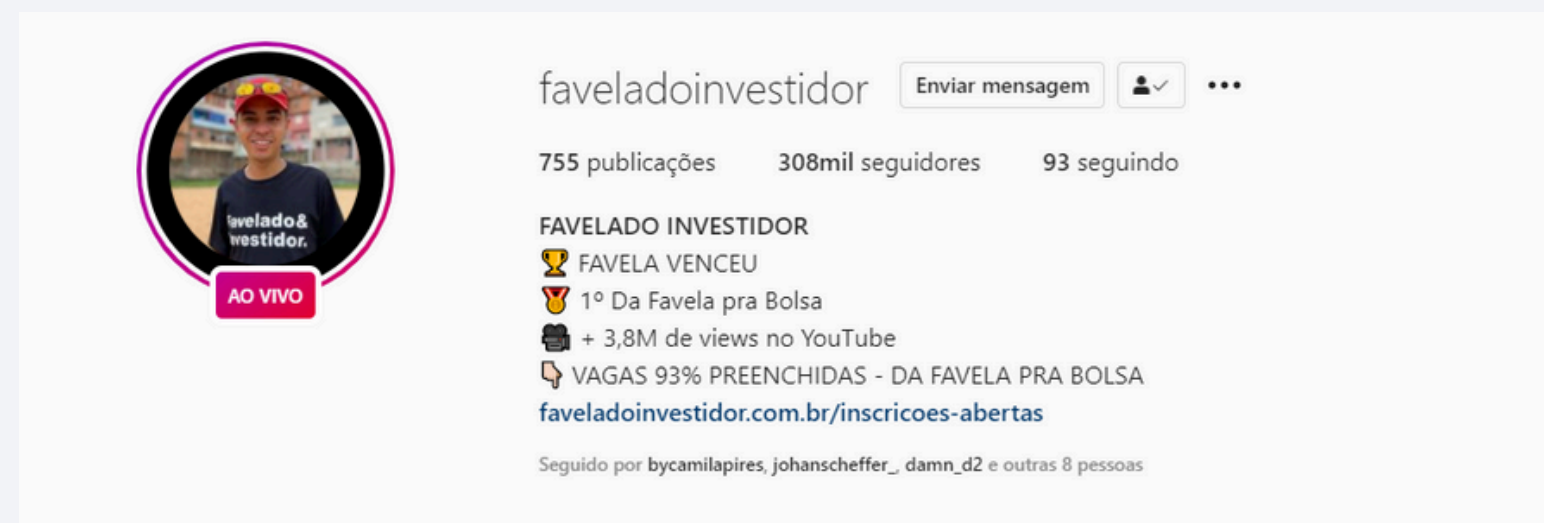 faveladoinvestidor Enviar mensagem
755 publicações 308mil seguidores 93 seguindo
FAVELADO INVESTIDOR
🏆 FAVELA VENCEU
🏅 1º Da Favela pra Bolsa
🎥 + 3,8M de views no YouTube
👇🏻 VAGAS 93% PREENCHIDAS - DA FAVELA PRA BOLSA
faveladoinvestidor.com.br/inscricoes-abertas
Seguido por bycamilapires, johanscheffer_, damn_d2 e outras 8 pessoas
favelado&
investidor.
AO VIVO